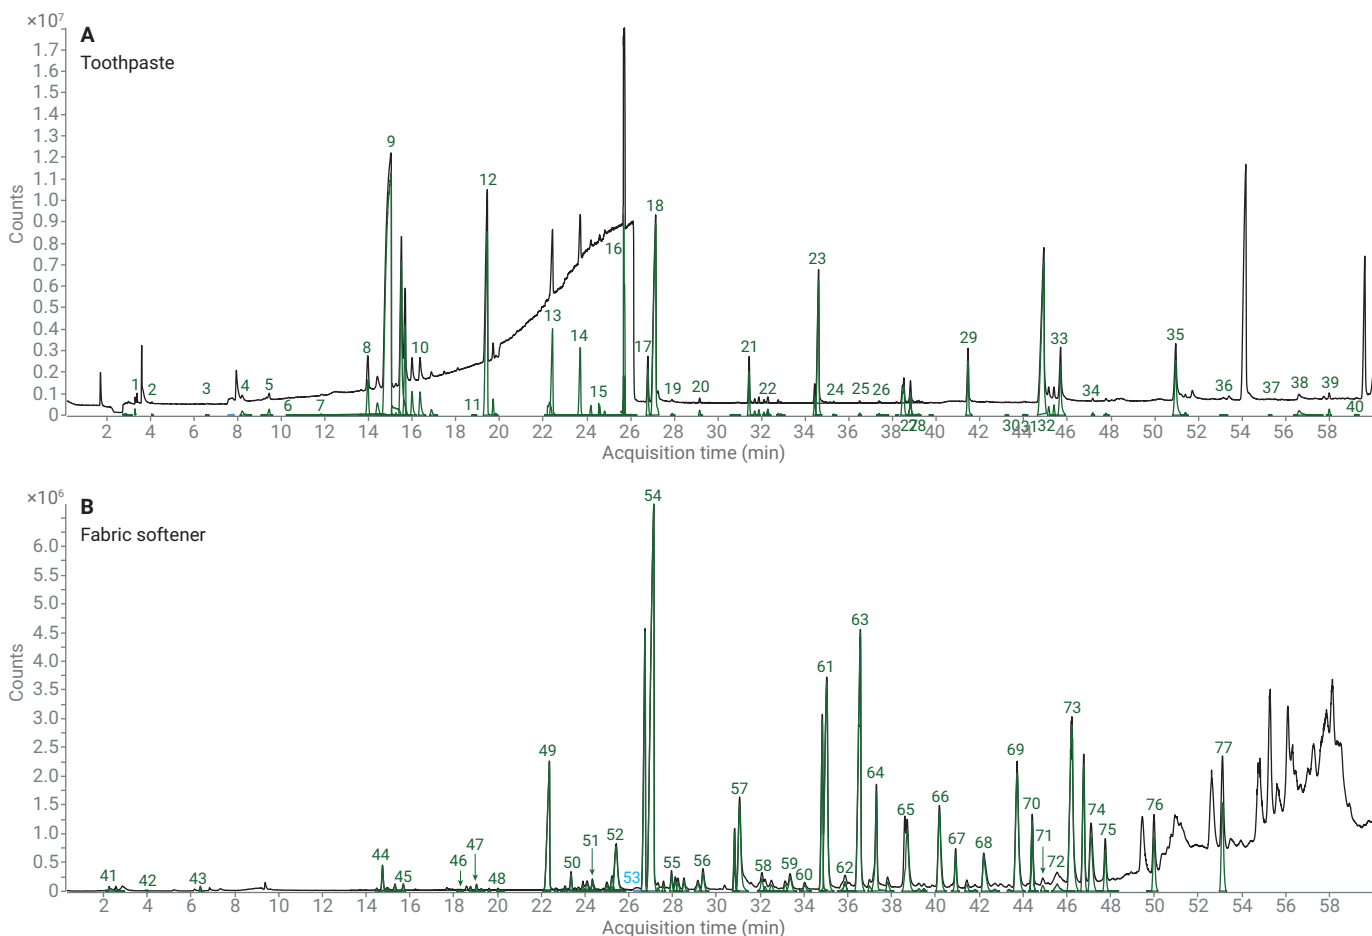 ×10⁷
A
Toothpaste
Counts
1.7
1.6
1.5
1.4
1.3
1.2
1.1
1.0
0.9
0.8
0.7
0.6
0.5
0.4
0.3
0.2
0.1
0
1 2 3 4 5 6 7 8 9 10 11 12 13 14 15 16 17 18 19 20 21 22 23 24 25 26 27 28 29 30 31 32 33 34 35 36 37 38 39 40
2 4 6 8 10 12 14 16 18 20 22 24 26 28 30 32 34 36 38 40 42 44 46 48 50 52 54 56 58
Acquisition time (min)
×10⁶
B
Fabric softener
Counts
6.0
5.5
5.0
4.5
4.0
3.5
3.0
2.5
2.0
1.5
1.0
0.5
0
41 42 43 44 45 46 47 48 49 50 51 52 53 54 55 56 57 58 59 60 61 62 63 64 65 66 67 68 69 70 71 72 73 74 75 76 77
2 4 6 8 10 12 14 16 18 20 22 24 26 28 30 32 34 36 38 40 42 44 46 48 50 52 54 56 58
Acquisition time (min)